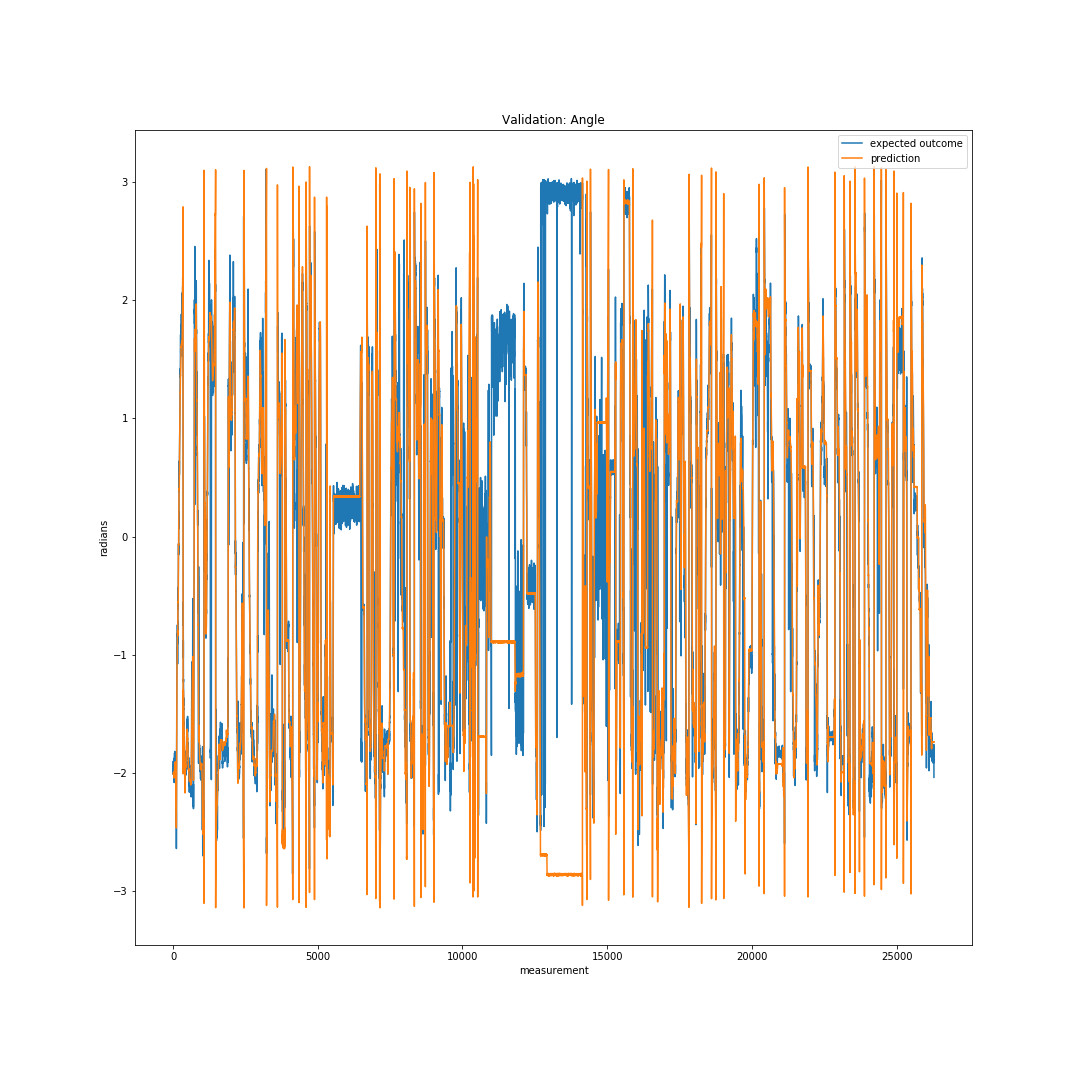 Validation: Angle
expected outcome
prediction
3
2
1
0
−1
−2
−3
radians
0
5000
10000
15000
20000
25000
measurement